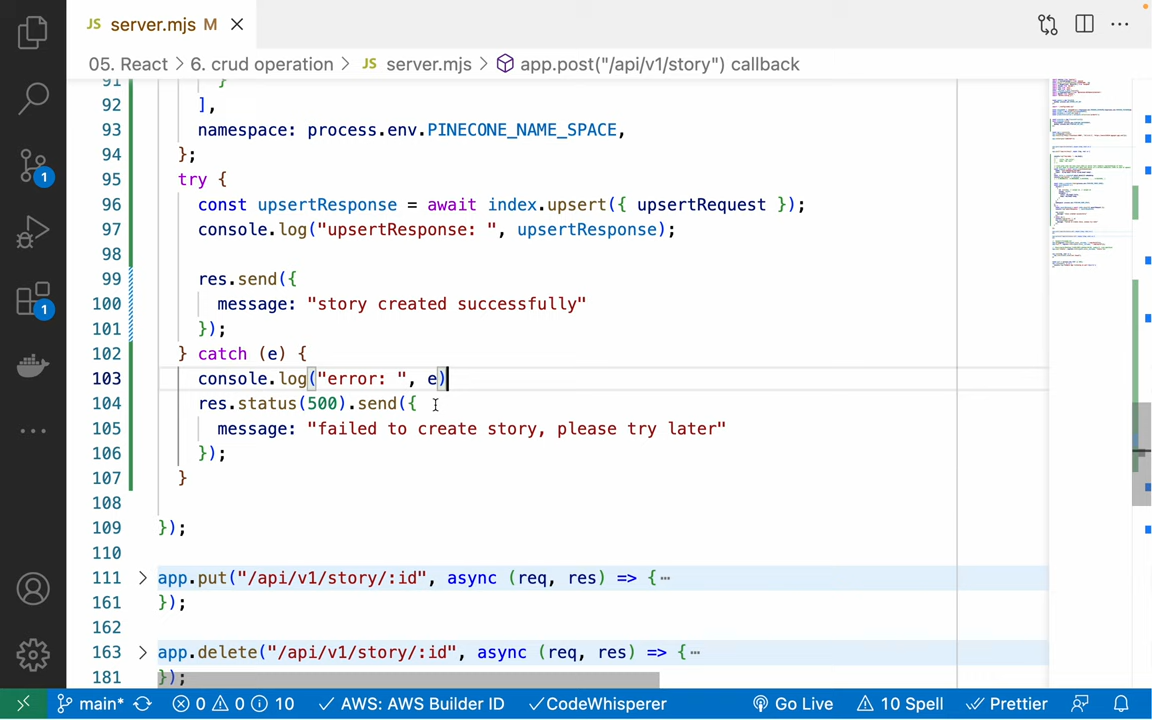 JS server.mjs M
05. React > 6. crud operation > JS server.mjs > app.post("/api/v1/story") callback
91 }
92 ],
93 namespace: process.env.PINECONE_NAME_SPACE,
94 };
95 try {
96 const upsertResponse = await index.upsert({ upsertRequest });
97 console.log("upsertResponse: ", upsertResponse);
98
99 res.send({
100 message: "story created successfully"
101 });
102 } catch (e) {
103 console.log("error: ", e)
104 res.status(500).send({
105 message: "failed to create story, please try later"
106 });
107 }
108
109 });
110
111 app.put("/api/v1/story/:id", async (req, res) => {…
161 });
162
163 app.delete("/api/v1/story/:id", async (req, res) => {…
181 });
1
1
main* 0 0 10 AWS: AWS Builder ID CodeWhisperer Go Live 10 Spell Prettier